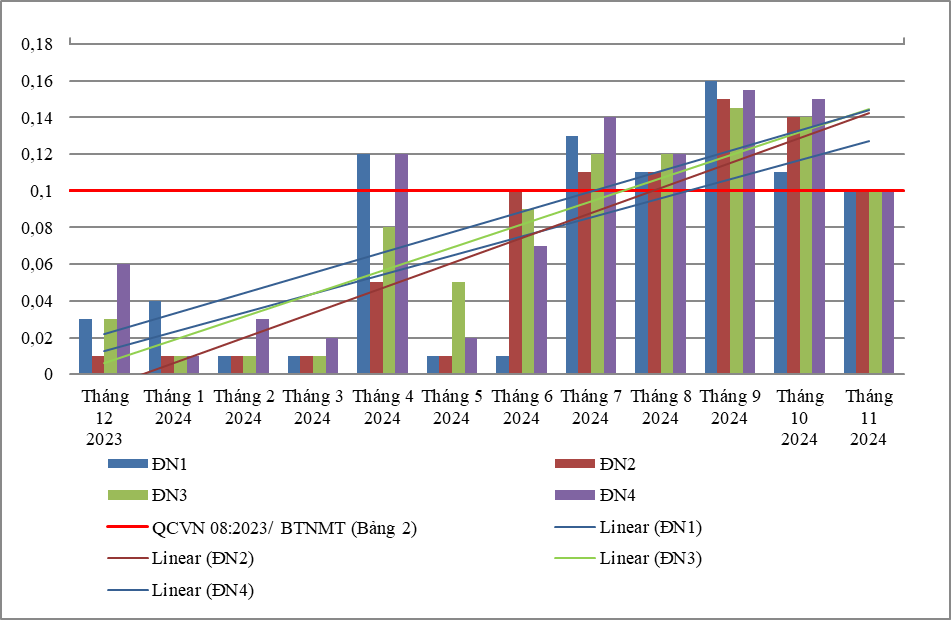 0,18
0,16
0,14
0,12
0,1
0,08
0,06
0,04
0,02
0
Tháng 12 2023
Tháng 1 2024
Tháng 2 2024
Tháng 3 2024
Tháng 4 2024
Tháng 5 2024
Tháng 6 2024
Tháng 7 2024
Tháng 8 2024
Tháng 9 2024
Tháng 10 2024
Tháng 11 2024
ĐN1
ĐN2
ĐN3
ĐN4
QCVN 08:2023/ BTNMT (Bảng 2)
Linear (ĐN1)
Linear (ĐN2)
Linear (ĐN3)
Linear (ĐN4)